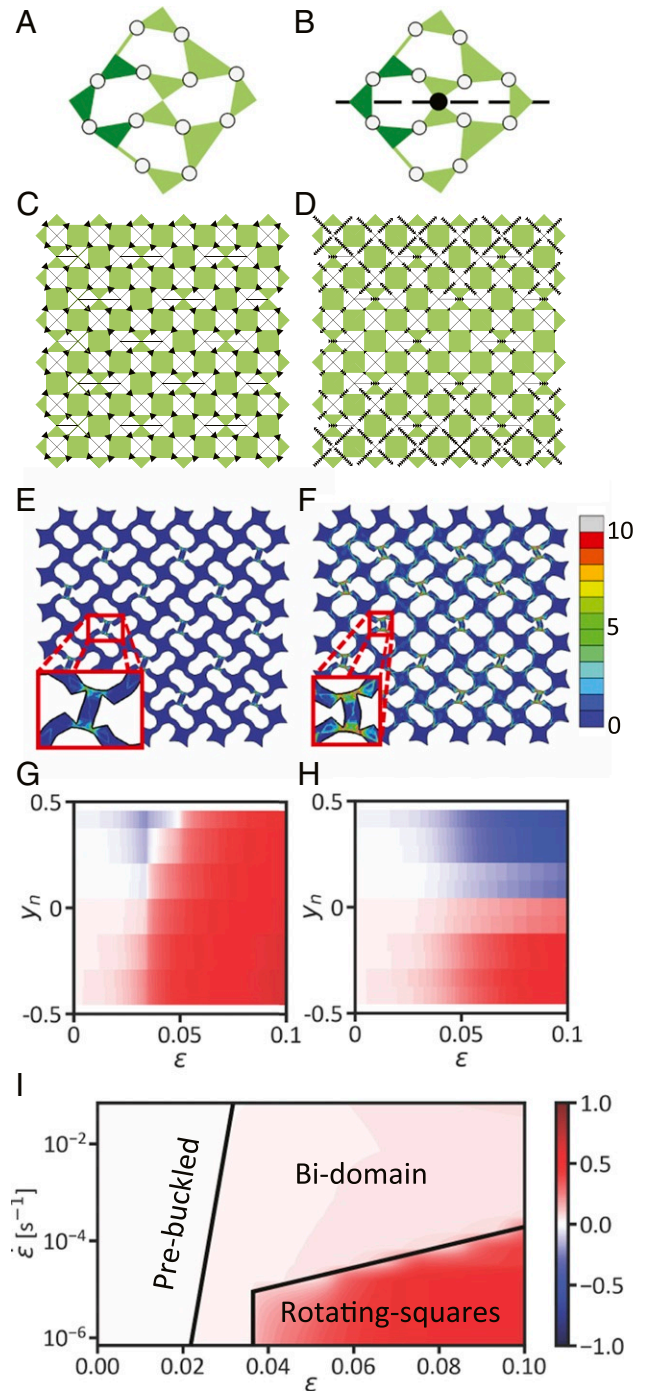 A
B
C
D
E
F
10
5
0
G
H
0.5
0
-0.5
yₙ
0
0.05
0.1
ε
0.5
0
-0.5
yₙ
0
0.05
0.1
ε
I
Pre-buckled
Bi-domain
Rotating-squares
10⁻²
10⁻⁴
10⁻⁶
ε̇ [s⁻¹]
0.00
0.02
0.04
0.06
0.08
0.10
ε
1.0
0.5
0.0
−0.5
−1.0